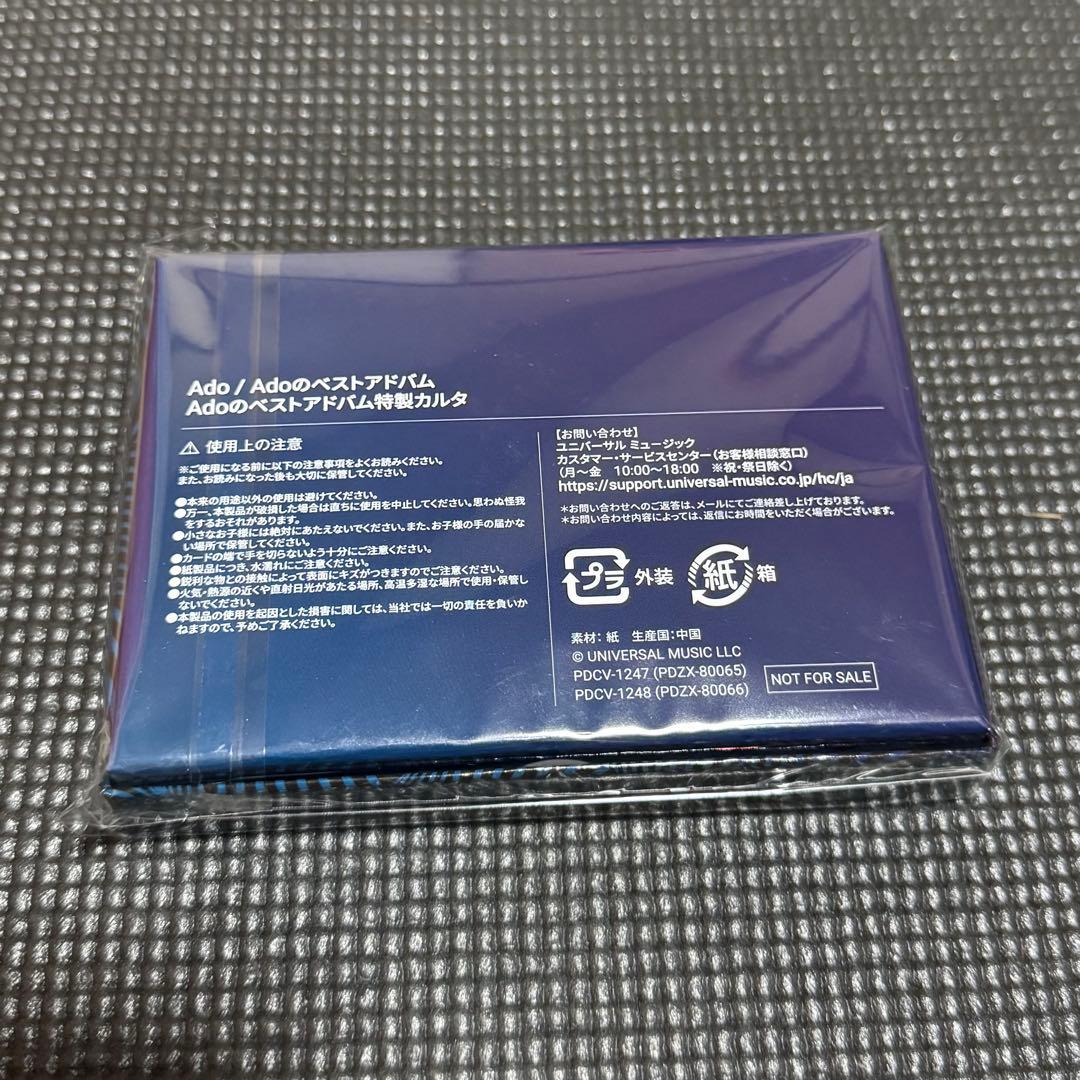 Ado / Adoのベストアドバム
Adoのベストアドバム特製カルタ
使用上の注意
※ご使用になる前に以下の注意事項をよくお読みください。
また、お読みになった後も大切に保管してください。
●本来の用途以外の使用は避けてください。
●万一、本製品が破損した場合は直ちに使用を中止してください。思わぬ怪我
をするおそれがあります。
●小さなお子様には絶対にあたえないでください。また、お子様の手の届かな
い場所で保管してください。
●カードの端で手を切らないよう十分にご注意ください。
●紙製品につき、水濡れにご注意ください。
●鋭利な物との接触によって表面にキズがつきますのでご注意ください。
●火気・熱源の近くや直射日光があたる場所、高温多湿な場所で使用・保管し
ないでください。
●本製品の使用を起因とした損害に関しては、当社では一切の責任を負いか
ねますので、予めご了承ください。
【お問い合わせ】
ユニバーサル ミュージック
カスタマー・サービスセンター（お客様相談窓口）
（月〜金 10:00〜18:00 ※祝・祭日除く）
https://support.universal-music.co.jp/hc/ja
＊お問い合わせへのご返答は、メールにてご連絡差し上げております。
＊お問い合わせ内容によっては、返信にお時間をいただく場合がございます。
プラ 外装 紙 箱
素材：紙 生産国：中国
© UNIVERSAL MUSIC LLC
PDCV-1247 (PDZX-80065)
PDCV-1248 (PDZX-80066)
NOT FOR SALE